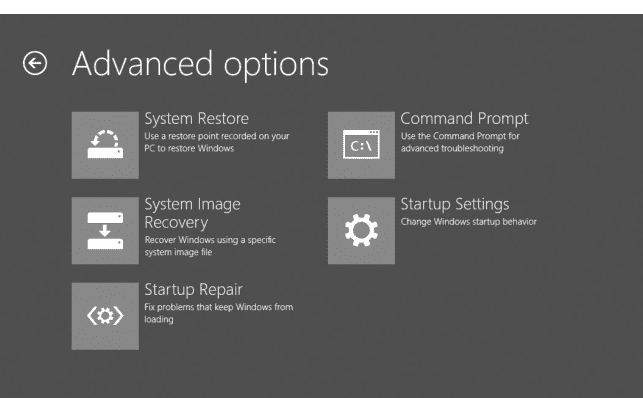 Advanced options
System Restore
Use a restore point recorded on your
PC to restore Windows
System Image
Recovery
Recover Windows using a specific
system image file
Startup Repair
Fix problems that keep Windows from
loading
C:\
Command Prompt
Use the Command Prompt for
advanced troubleshooting
Startup Settings
Change Windows startup behavior